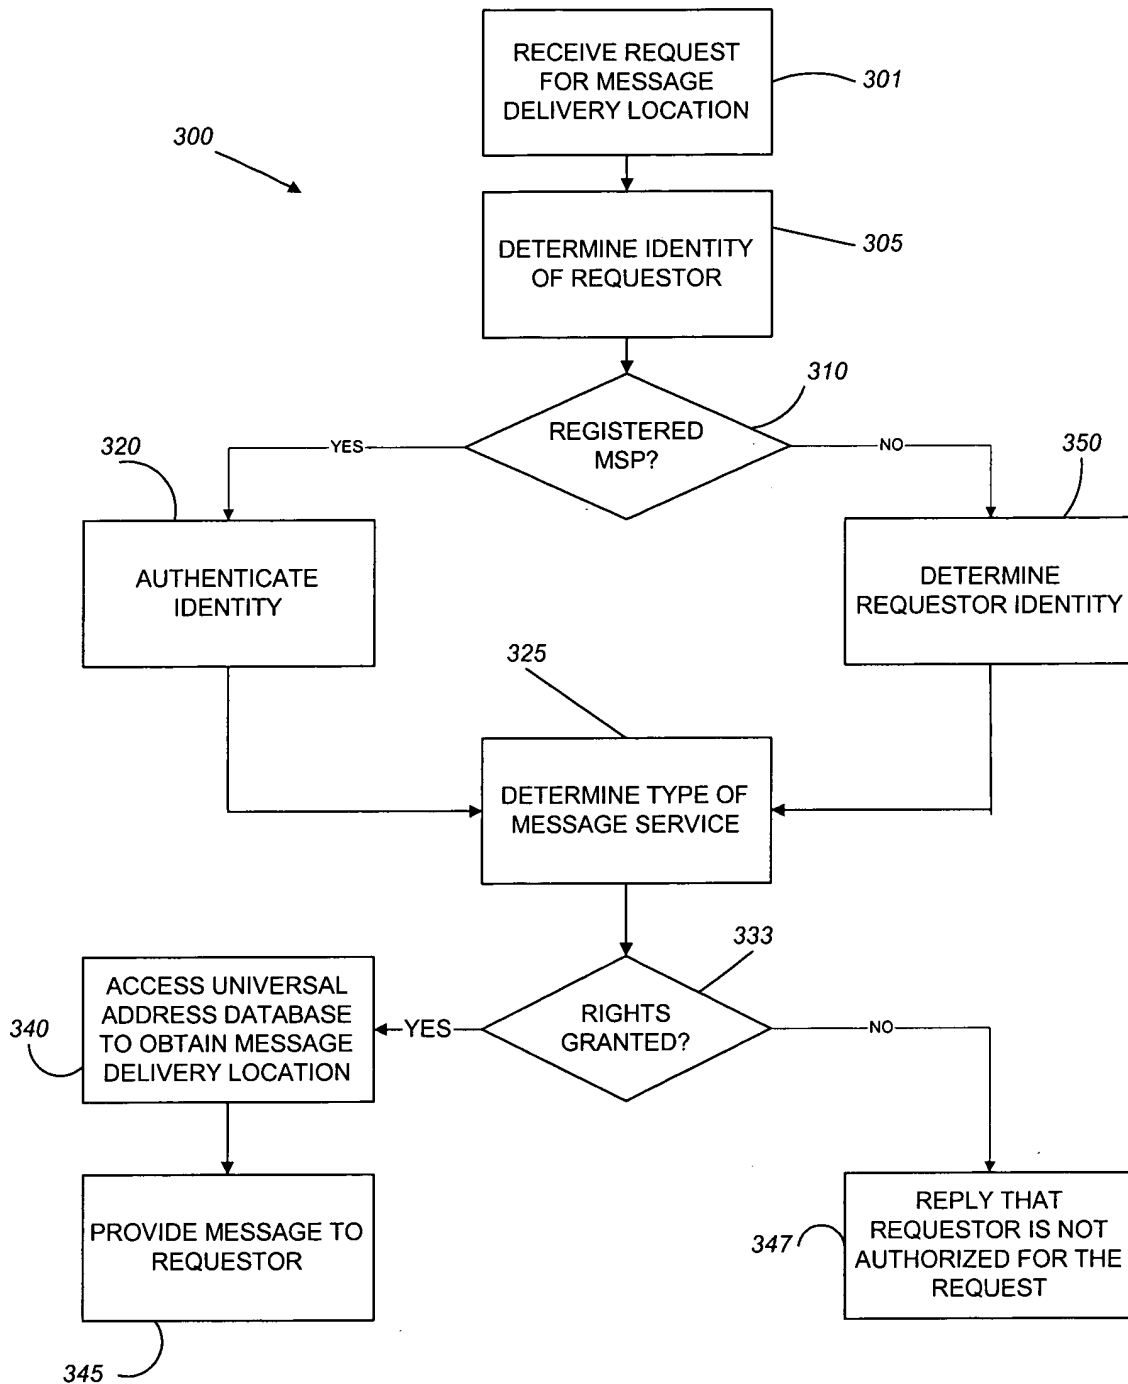 RECEIVE REQUEST
FOR MESSAGE
DELIVERY LOCATION
301
300
DETERMINE IDENTITY
OF REQUESTOR
305
310
REGISTERED
MSP?
YES
NO
320
350
AUTHENTICATE
IDENTITY
DETERMINE
REQUESTOR IDENTITY
325
DETERMINE TYPE OF
MESSAGE SERVICE
333
RIGHTS
GRANTED?
YES
NO
ACCESS UNIVERSAL
ADDRESS DATABASE
TO OBTAIN MESSAGE
DELIVERY LOCATION
340
PROVIDE MESSAGE TO
REQUESTOR
345
REPLY THAT
REQUESTOR IS NOT
AUTHORIZED FOR THE
REQUEST
347